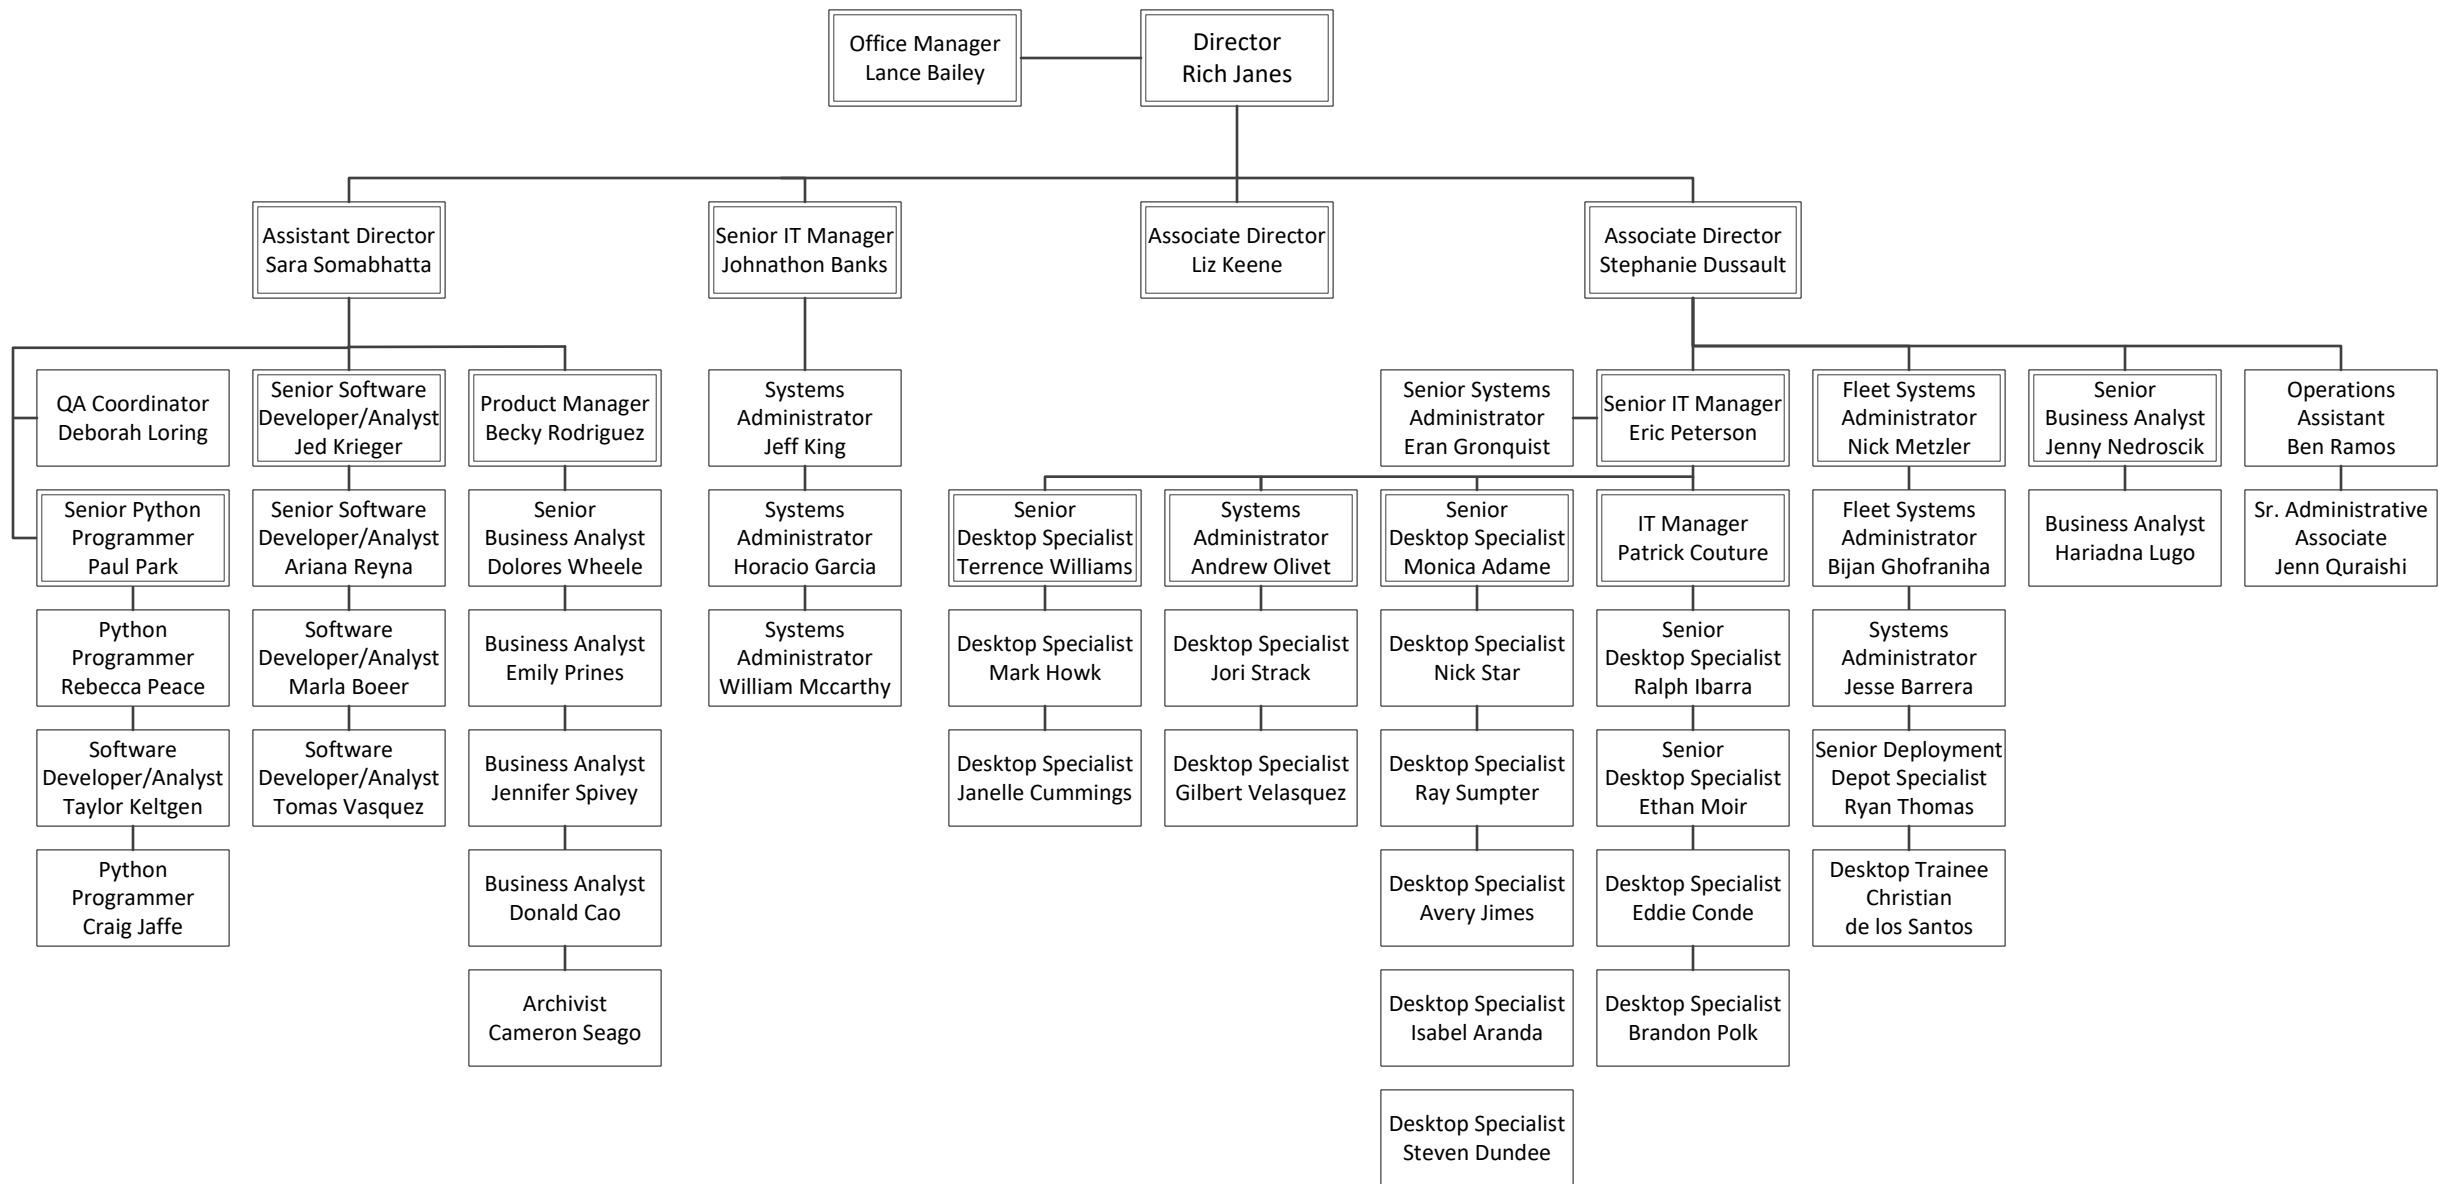 Office Manager
Lance Bailey
Director
Rich Janes
Assistant Director
Sara Somabhatta
Senior IT Manager
Johnathon Banks
Associate Director
Liz Keene
Associate Director
Stephanie Dussault
QA Coordinator
Deborah Loring
Senior Software
Developer/Analyst
Jed Krieger
Product Manager
Becky Rodriguez
Systems
Administrator
Jeff King
Senior Systems
Administrator
Eran Gronquist
Senior IT Manager
Eric Peterson
Fleet Systems
Administrator
Nick Metzler
Senior
Business Analyst
Jenny Nedroscik
Operations
Assistant
Ben Ramos
Senior Python
Programmer
Paul Park
Senior Software
Developer/Analyst
Ariana Reyna
Senior
Business Analyst
Dolores Wheele
Systems
Administrator
Horacio Garcia
Senior
Desktop Specialist
Terrence Williams
Systems
Administrator
Andrew Olivet
Senior
Desktop Specialist
Monica Adame
IT Manager
Patrick Couture
Fleet Systems
Administrator
Bijan Ghofraniha
Business Analyst
Hariadna Lugo
Sr. Administrative
Associate
Jenn Quraishi
Python
Programmer
Rebecca Peace
Software
Developer/Analyst
Marla Boeer
Business Analyst
Emily Prines
Systems
Administrator
William Mccarthy
Desktop Specialist
Mark Howk
Desktop Specialist
Jori Strack
Desktop Specialist
Nick Star
Senior
Desktop Specialist
Ralph Ibarra
Systems
Administrator
Jesse Barrera
Software
Developer/Analyst
Taylor Keltgen
Software
Developer/Analyst
Tomas Vasquez
Business Analyst
Jennifer Spivey
Desktop Specialist
Janelle Cummings
Desktop Specialist
Gilbert Velasquez
Desktop Specialist
Ray Sumpter
Senior
Desktop Specialist
Ethan Moir
Senior Deployment
Depot Specialist
Ryan Thomas
Python
Programmer
Craig Jaffe
Business Analyst
Donald Cao
Desktop Specialist
Avery Jimes
Desktop Specialist
Eddie Conde
Desktop Trainee
Christian
de los Santos
Archivist
Cameron Seago
Desktop Specialist
Isabel Aranda
Desktop Specialist
Brandon Polk
Desktop Specialist
Steven Dundee